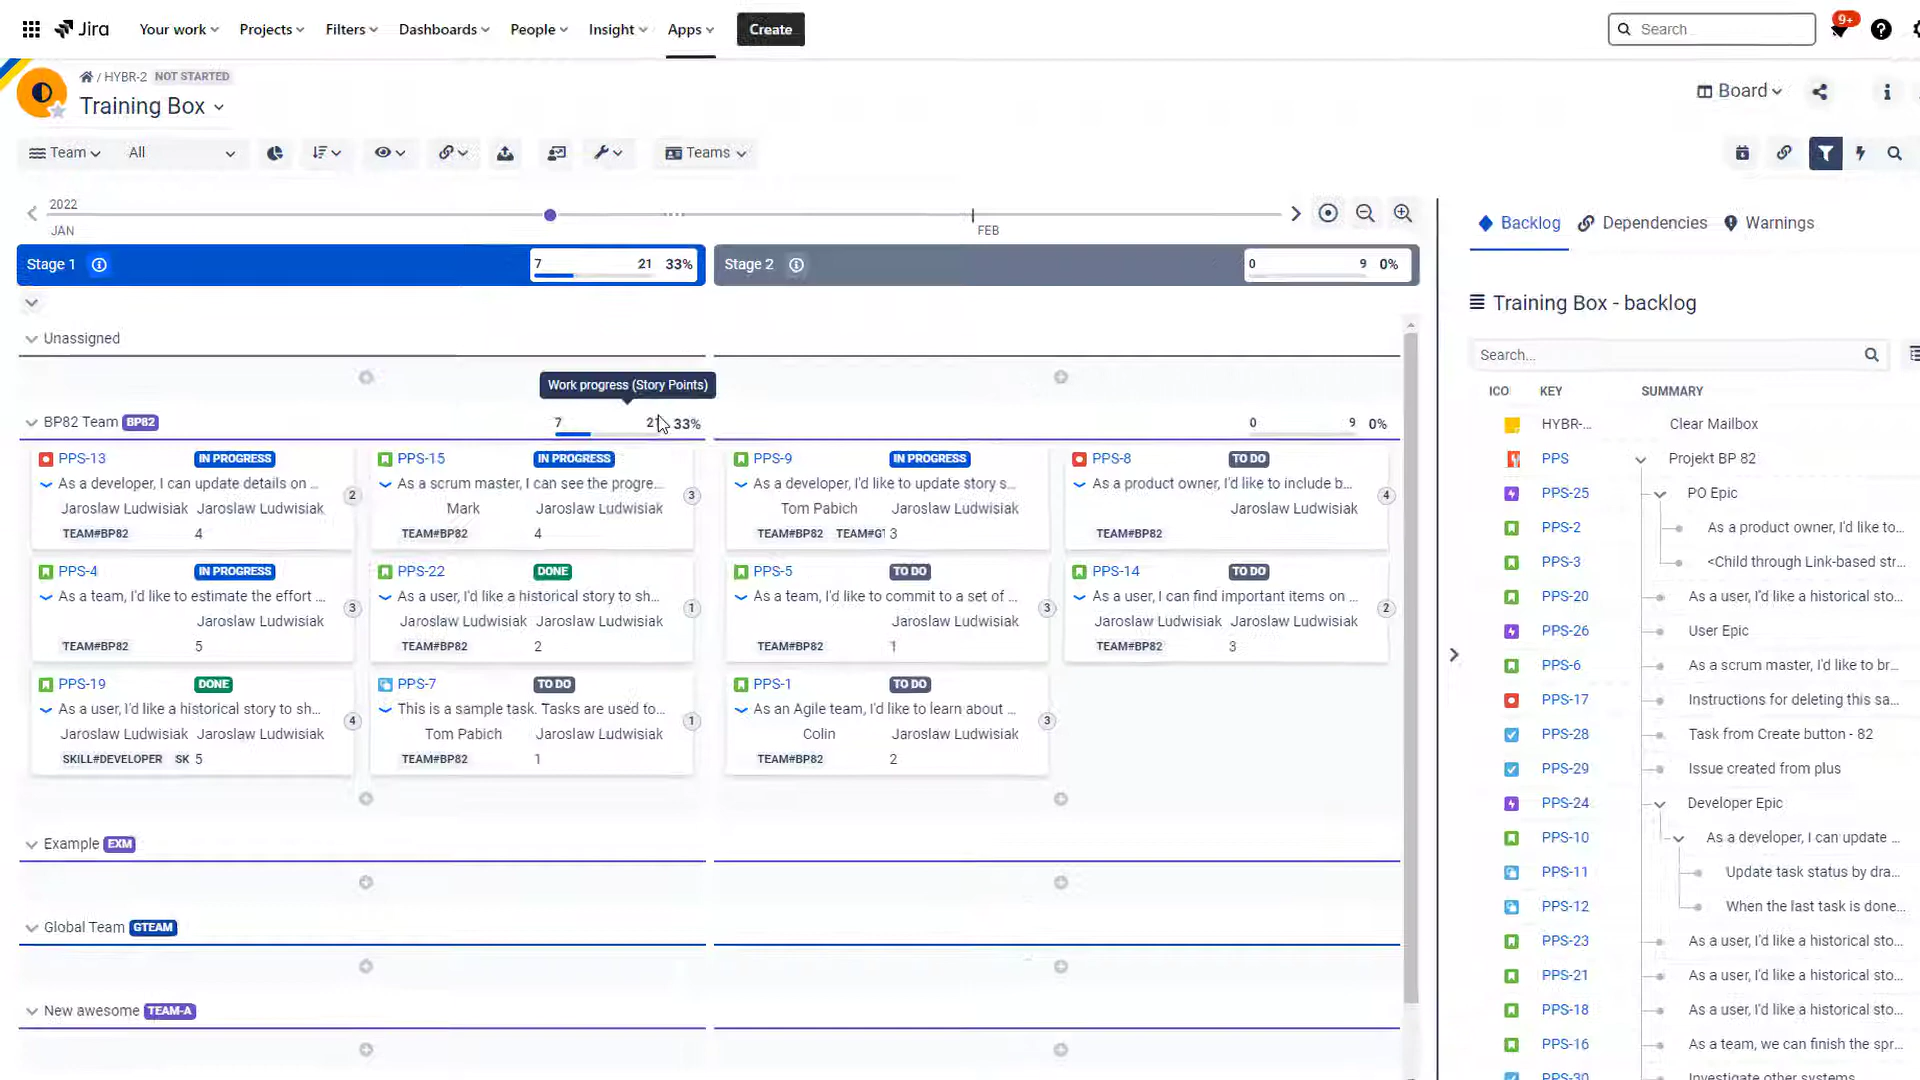 Jira Your work Projects Filters Dashboards People Insight Apps Create Search 9+
/ HYBR-2 NOT STARTED
Training Box
Board
Team All Teams
2022
JAN FEB
Stage 1 7 21 33% Stage 2 0 9 0%
Backlog Dependencies Warnings
Training Box - backlog
Search...
ICO KEY SUMMARY
Unassigned
Work progress (Story Points)
BP82 Team BP82 7 21 33% 0 9 0%
PPS-13 IN PROGRESS
As a developer, I can update details on ...
2
Jaroslaw Ludwisiak Jaroslaw Ludwisiak
TEAM#BP82 4
PPS-15 IN PROGRESS
As a scrum master, I can see the progre...
3
Mark Jaroslaw Ludwisiak
TEAM#BP82 4
PPS-9 IN PROGRESS
As a developer, I'd like to update story s...
Tom Pabich Jaroslaw Ludwisiak
TEAM#BP82 TEAM#G 3
PPS-8 TO DO
As a product owner, I'd like to include b...
4
Jaroslaw Ludwisiak
TEAM#BP82
PPS-4 IN PROGRESS
As a team, I'd like to estimate the effort ...
3
Jaroslaw Ludwisiak
TEAM#BP82 5
PPS-22 DONE
As a user, I'd like a historical story to sh...
1
Jaroslaw Ludwisiak Jaroslaw Ludwisiak
TEAM#BP82 2
PPS-5 TO DO
As a team, I'd like to commit to a set of ...
3
Jaroslaw Ludwisiak
TEAM#BP82 1
PPS-14 TO DO
As a user, I can find important items on ...
2
Jaroslaw Ludwisiak Jaroslaw Ludwisiak
TEAM#BP82 3
PPS-19 DONE
As a user, I'd like a historical story to sh...
4
Jaroslaw Ludwisiak Jaroslaw Ludwisiak
SKILL#DEVELOPER SK 5
PPS-7 TO DO
This is a sample task. Tasks are used to...
1
Tom Pabich Jaroslaw Ludwisiak
TEAM#BP82 1
PPS-1 TO DO
As an Agile team, I'd like to learn about ...
3
Colin Jaroslaw Ludwisiak
TEAM#BP82 2
Example EXM
Global Team GTEAM
New awesome TEAM-A
HYBR-... Clear Mailbox
PPS Projekt BP 82
PPS-25 PO Epic
PPS-2 As a product owner, I'd like to...
PPS-3 <Child through Link-based str...
PPS-20 As a user, I'd like a historical sto...
PPS-26 User Epic
PPS-6 As a scrum master, I'd like to br...
PPS-17 Instructions for deleting this sa...
PPS-28 Task from Create button - 82
PPS-29 Issue created from plus
PPS-24 Developer Epic
PPS-10 As a developer, I can update ...
PPS-11 Update task status by dra...
PPS-12 When the last task is done...
PPS-23 As a user, I'd like a historical sto...
PPS-21 As a user, I'd like a historical sto...
PPS-18 As a user, I'd like a historical sto...
PPS-16 As a team, we can finish the spr...
PPS-30 Investigate other systems